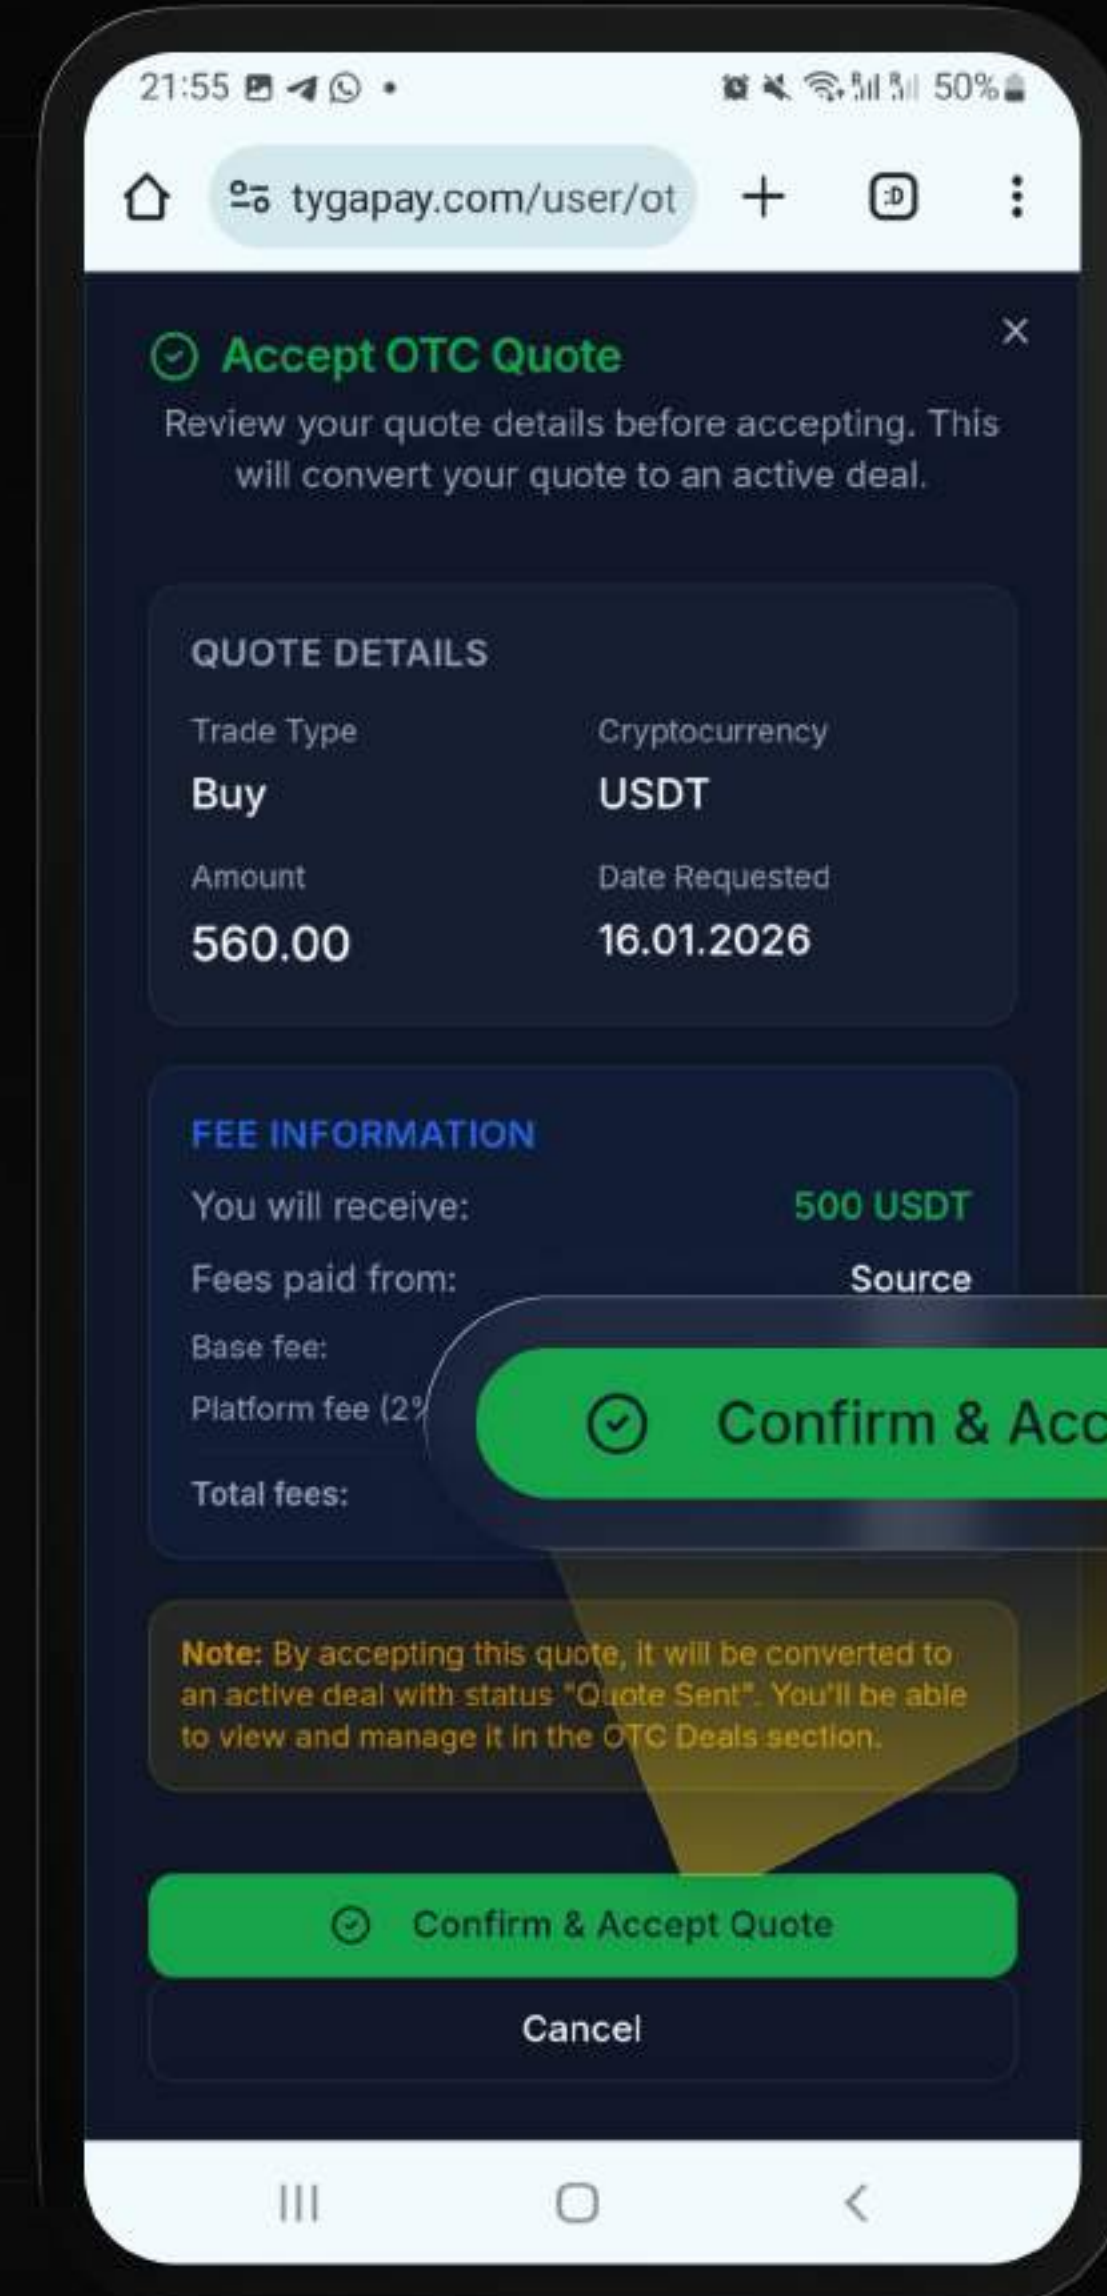 21:55
50%
tygapay.com/user/ot
:D
Accept OTC Quote
Review your quote details before accepting. This
will convert your quote to an active deal.
QUOTE DETAILS
Trade Type
Cryptocurrency
Buy
USDT
Amount
Date Requested
560.00
16.01.2026
FEE INFORMATION
You will receive:
500 USDT
Fees paid from:
Source
Base fee:
Platform fee (2%
Confirm & Acc
Total fees:
Note: By accepting this quote, it will be converted to
an active deal with status "Quote Sent". You'll be able
to view and manage it in the OTC Deals section.
Confirm & Accept Quote
Cancel